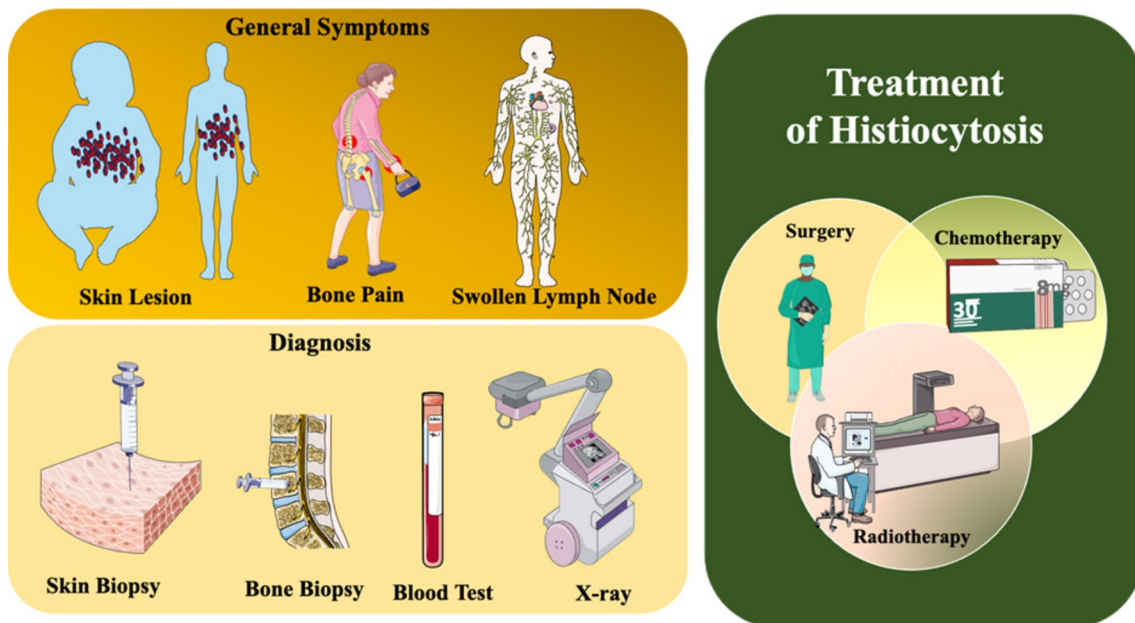 General Symptoms
Skin Lesion
Bone Pain
Swollen Lymph Node
Diagnosis
Skin Biopsy
Bone Biopsy
Blood Test
X-ray
Treatment
of Histiocytosis
Surgery
Chemotherapy
8mg
30
Radiotherapy